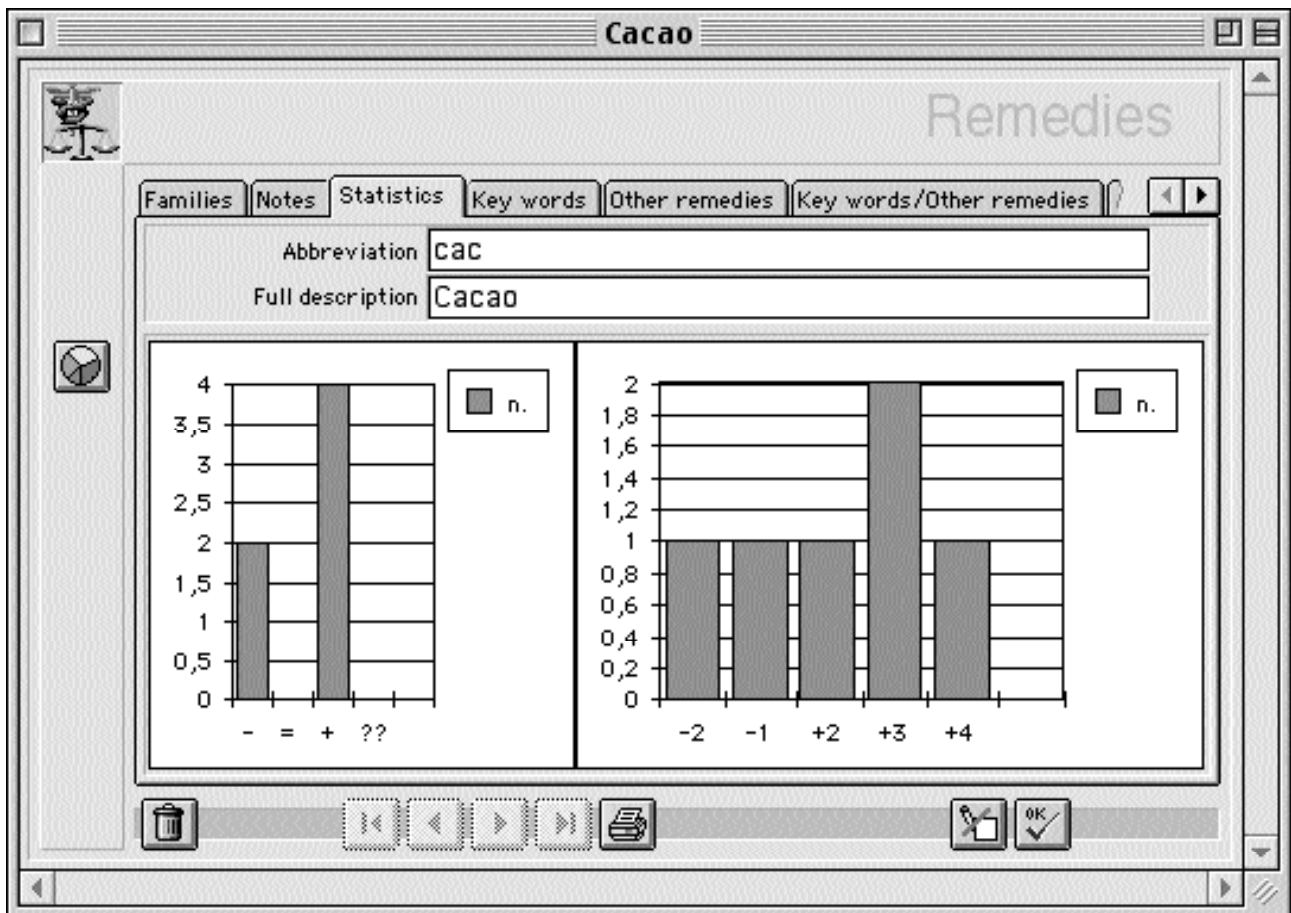 Cacao
Remedies
Families Notes Statistics Key words Other remedies Key words/Other remedies
Abbreviation cac
Full description Cacao
4
3,5
3
2,5
2
1,5
1
0,5
0
- = + ??
n.
2
1,8
1,6
1,4
1,2
1
0,8
0,6
0,4
0,2
0
-2 -1 +2 +3 +4
n.
OK